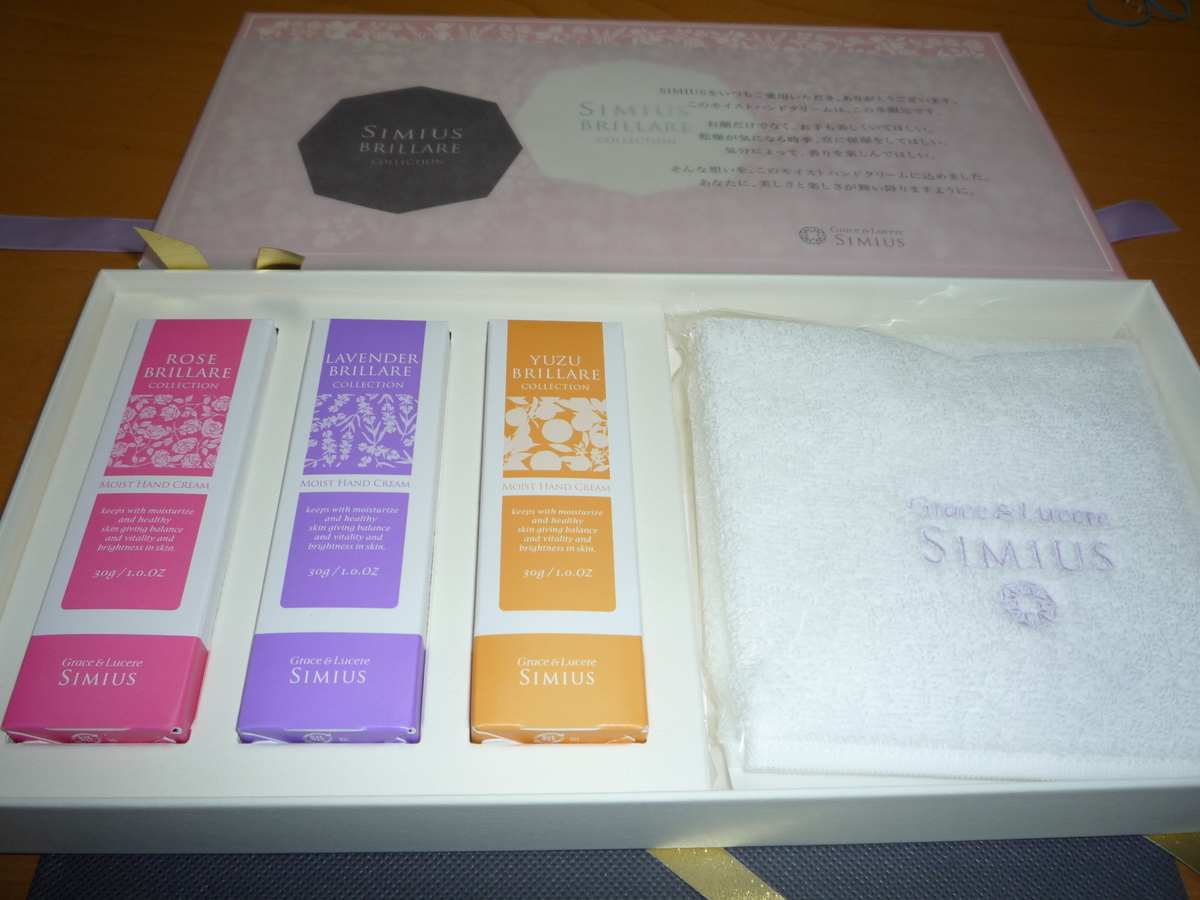 SIMIUS
BRILLARE
COLLECTION
SIMIUS
BRILLARE
COLLECTION
SIMIUSをいつもご愛用いただき、ありがとうございます。
このモイストハンドクリームは、この冬限定です。
お顔だけでなく、お手も美しくいてほしい。
乾燥が気になる時季、常に保湿をしてほしい。
気分によって、香りを楽しんでほしい。
そんな想いを、このモイストハンドクリームに込めました。
あなたに、美しさと楽しさが舞い降りますように。
Grace & Lucere
SIMIUS
ROSE
BRILLARE
COLLECTION
MOIST HAND CREAM
keeps with moisturize
and healthy
skin giving balance
and vitality and
brightness in skin.
30g / 1.0.OZ
Grace & Lucere
SIMIUS
LAVENDER
BRILLARE
COLLECTION
MOIST HAND CREAM
keeps with moisturize
and healthy
skin giving balance
and vitality and
brightness in skin.
30g / 1.0.OZ
Grace & Lucere
SIMIUS
YUZU
BRILLARE
COLLECTION
MOIST HAND CREAM
keeps with moisturize
and healthy
skin giving balance
and vitality and
brightness in skin.
30g / 1.0.OZ
Grace & Lucere
SIMIUS
Grace & Lucere
SIMIUS